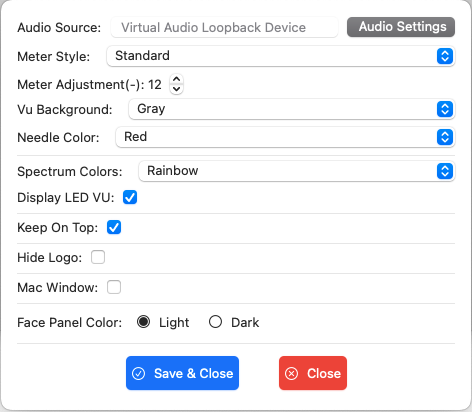 Audio Source: Virtual Audio Loopback Device Audio Settings
Meter Style: Standard
Meter Adjustment(-): 12
Vu Background: Gray
Needle Color: Red
Spectrum Colors: Rainbow
Display LED VU:
Keep On Top:
Hide Logo:
Mac Window:
Face Panel Color: Light Dark
Save & Close Close